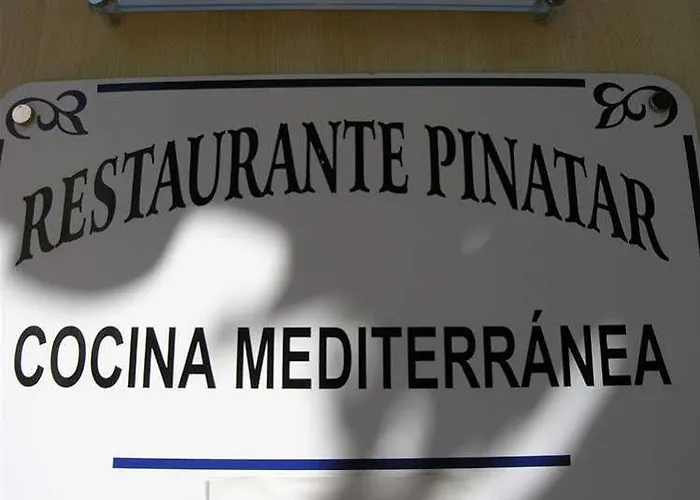 RESTAURANTE PINATAR
COCINA MEDITERRÁNEA